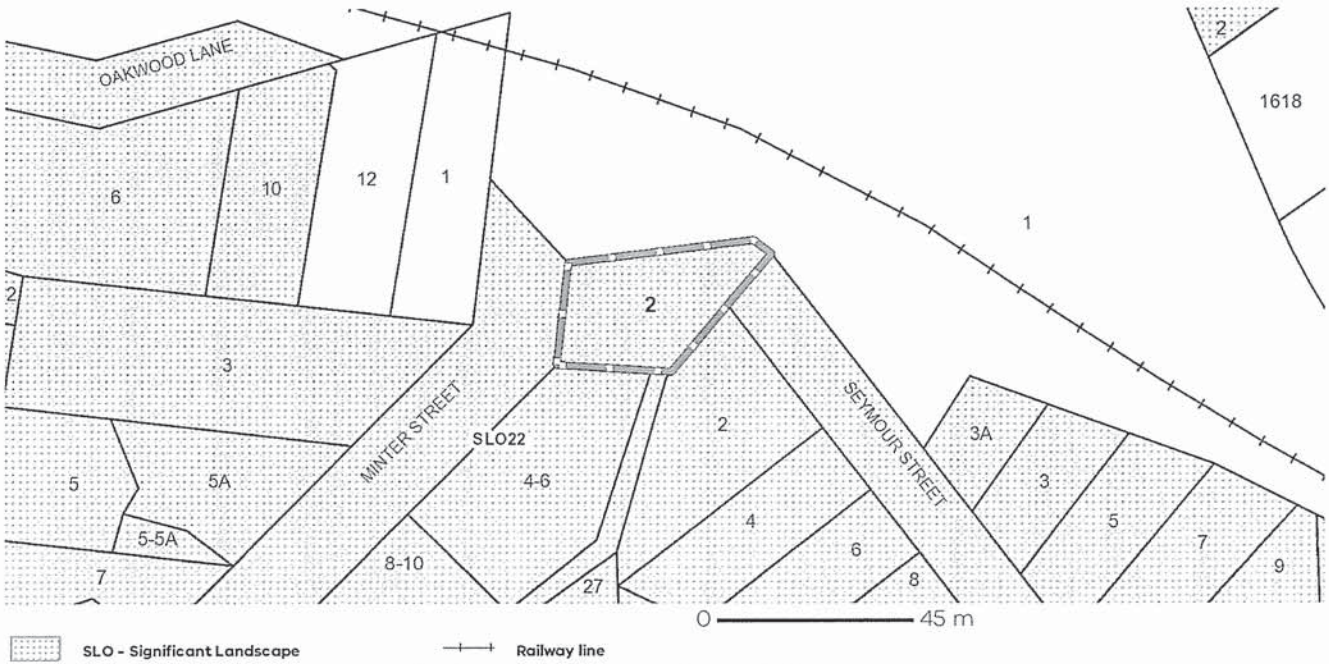 2
OAKWOOD LANE
1618
6
10
12
1
1
2
2
3
MINTER STREET
SLO22
SEYMOUR STREET
2
3A
5
5A
4-6
3
4
5
5-5A
7
6
7
8-10
27
8
9
0 45 m
SLO - Significant Landscape
Railway line